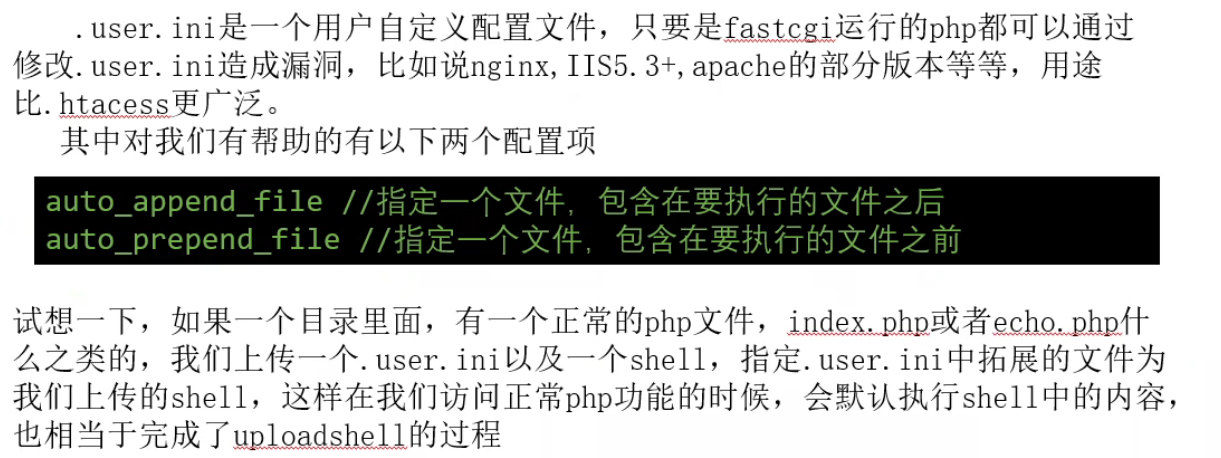 .user.ini是一个用户自定义配置文件，只要是fastcgi运行的php都可以通过
修改.user.ini造成漏洞，比如说nginx,IIS5.3+,apache的部分版本等等，用途
比.htacess更广泛。
其中对我们有帮助的有以下两个配置项
auto_append_file //指定一个文件，包含在要执行的文件之后
auto_prepend_file //指定一个文件，包含在要执行的文件之前
试想一下，如果一个目录里面，有一个正常的php文件，index.php或者echo.php什
么之类的，我们上传一个.user.ini以及一个shell，指定.user.ini中拓展的文件为
我们上传的shell，这样在我们访问正常php功能的时候，会默认执行shell中的内容，
也相当于完成了uploadshell的过程